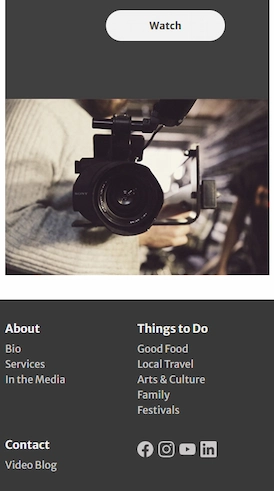 Watch
About
Bio
Services
In the Media
Things to Do
Good Food
Local Travel
Arts & Culture
Family
Festivals
Contact
Video Blog